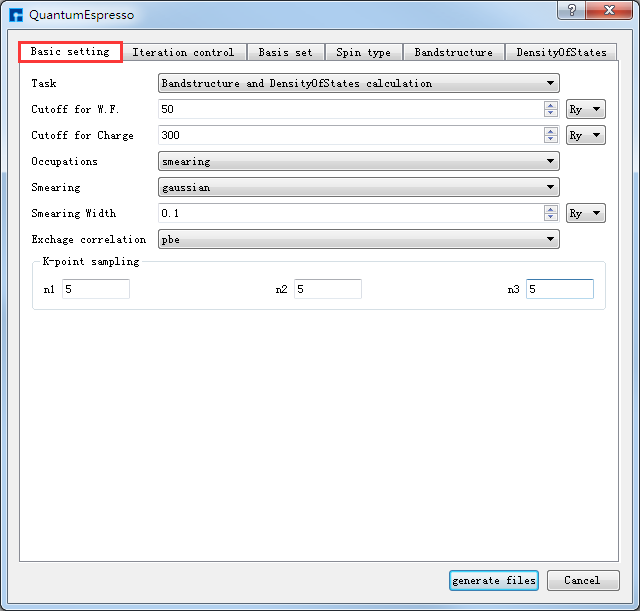 QuantumEspresso
?
Basic setting Iteration control Basis set Spin type Bandstructure DensityOfStates
Task Bandstructure and DensityOfStates calculation
Cutoff for W.F. 50 Ry
Cutoff for Charge 300 Ry
Occupations smearing
Smearing gaussian
Smearing Width 0.1 Ry
Exchage correlation pbe
K-point sampling
n1 5 n2 5 n3 5
generate files Cancel